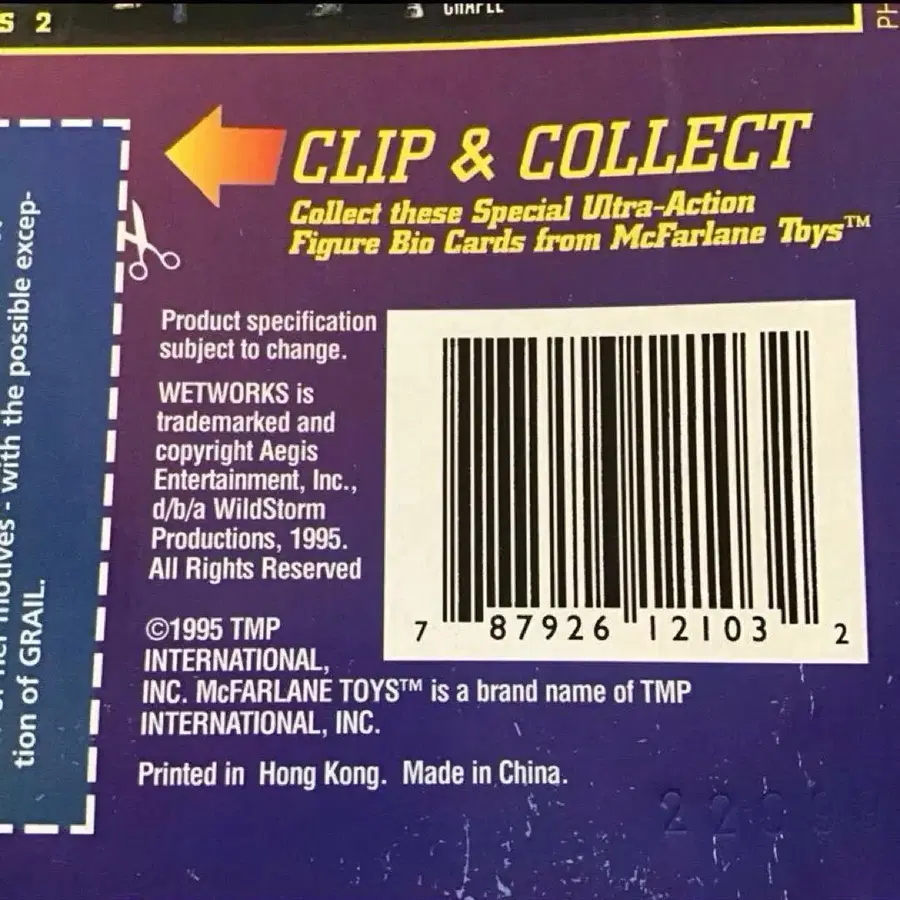 S 2
CHAPEL
PH
CLIP & COLLECT
Collect these Special Ultra-Action
Figure Bio Cards from McFarlane Toys™
motives - with the possible excep-
tion of GRAIL.
Product specification
subject to change.
WETWORKS is
trademarked and
copyright Aegis
Entertainment, Inc.,
d/b/a WildStorm
Productions, 1995.
All Rights Reserved
©1995 TMP
INTERNATIONAL,
INC. McFARLANE TOYS™ is a brand name of TMP
INTERNATIONAL, INC.
Printed in Hong Kong. Made in China.
7 87926 12103 2